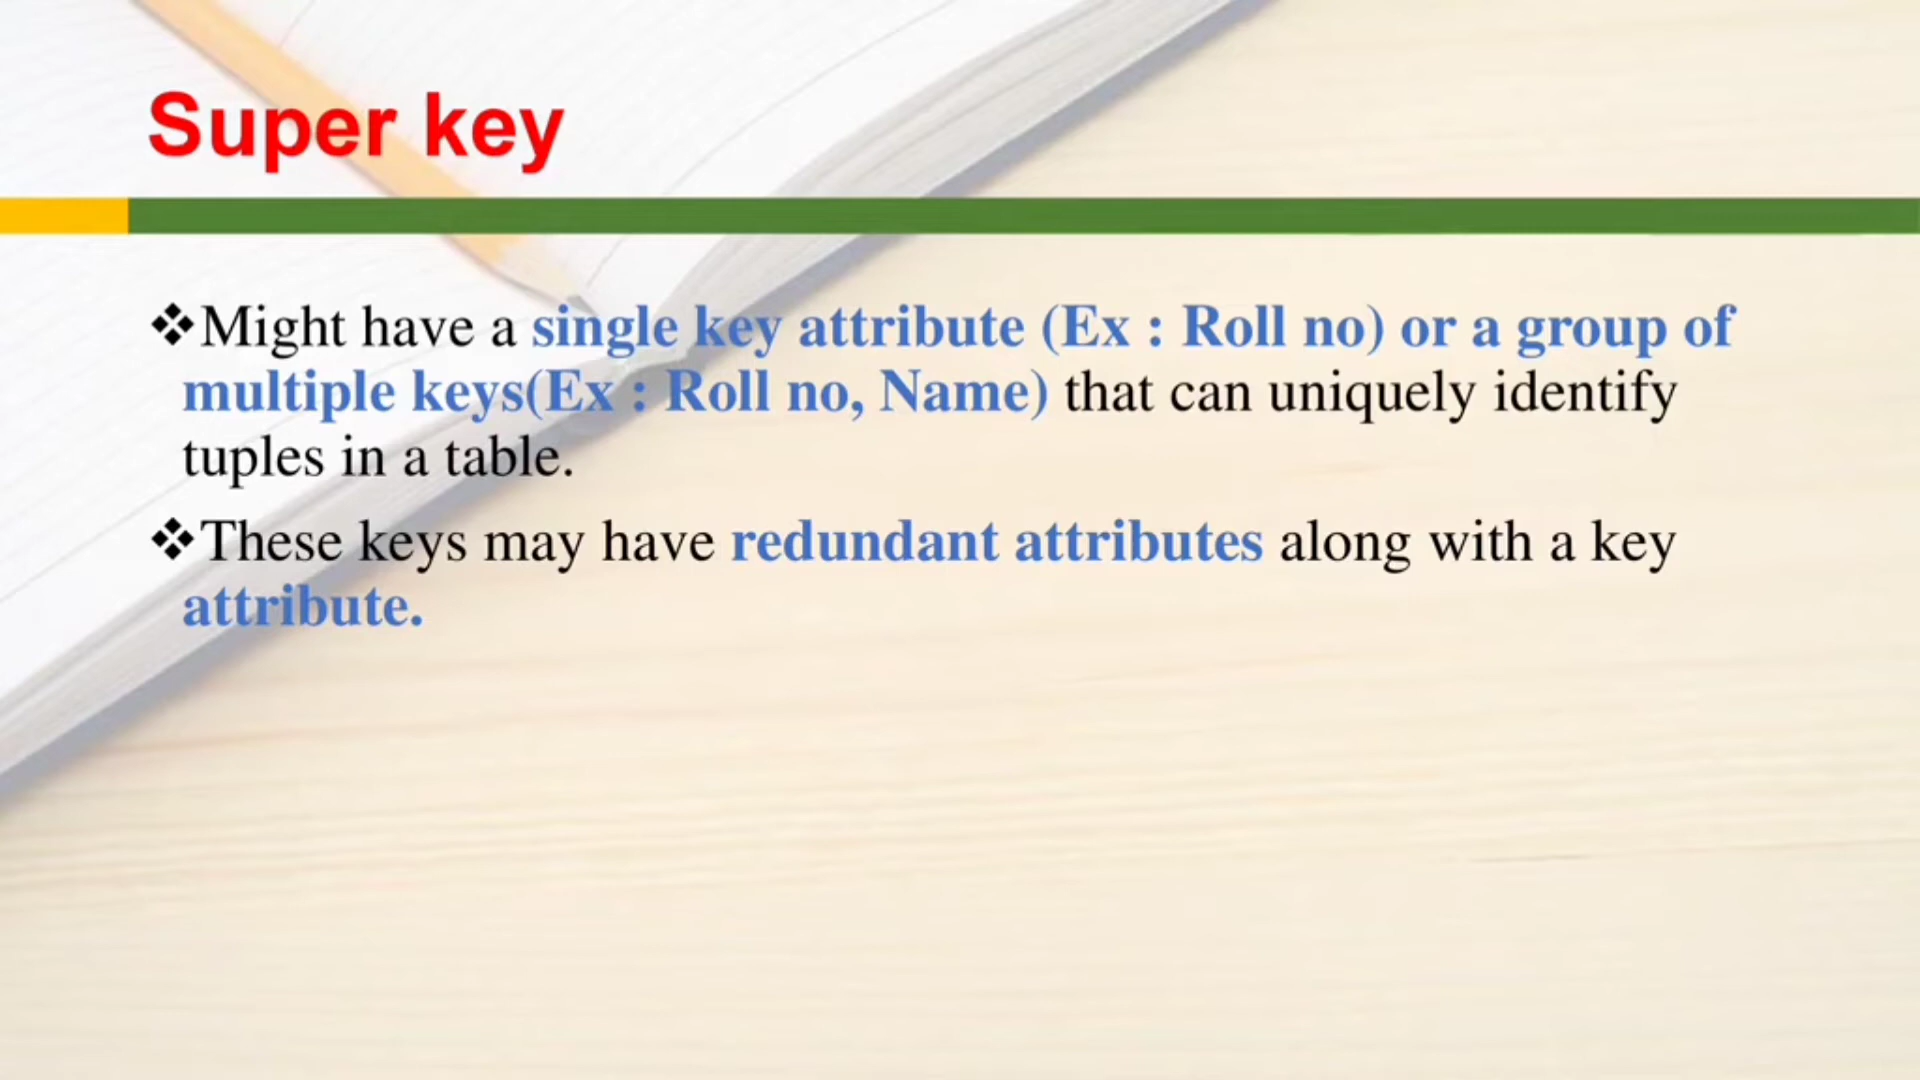 Super key
❖Might have a single key attribute (Ex : Roll no) or a group of
multiple keys(Ex : Roll no, Name) that can uniquely identify
tuples in a table.
❖These keys may have redundant attributes along with a key
attribute.